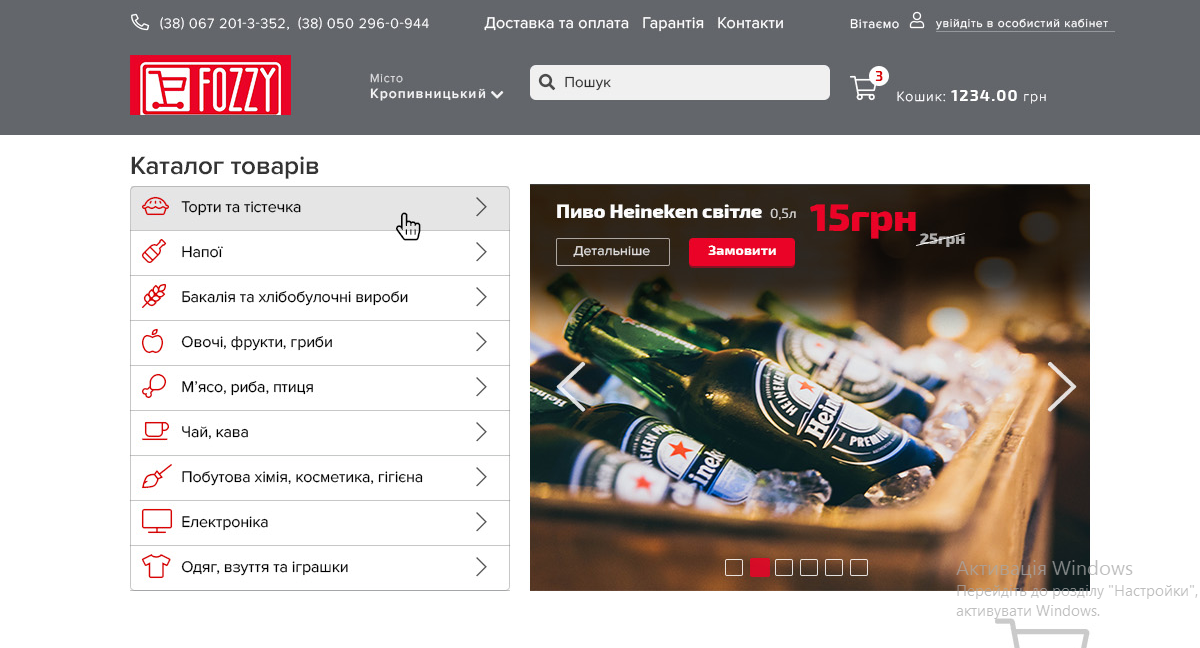 (38) 067 201-3-352, (38) 050 296-0-944
Доставка та оплата Гарантія Контакти
Вітаємо увійдіть в особистий кабінет
FOZZY
Місто
Кропивницький
Пошук
3
Кошик: 1234.00 грн
Каталог товарів
Торти та тістечка
Напої
Бакалія та хлібобулочні вироби
Овочі, фрукти, гриби
М'ясо, риба, птиця
Чай, кава
Побутова хімія, косметика, гігієна
Електроніка
Одяг, взуття та іграшки
Пиво Heineken світле 0,5л 15грн
25грн
Детальніше Замовити
Активація Windows
Перейдіть до розділу "Настройки",
активувати Windows.